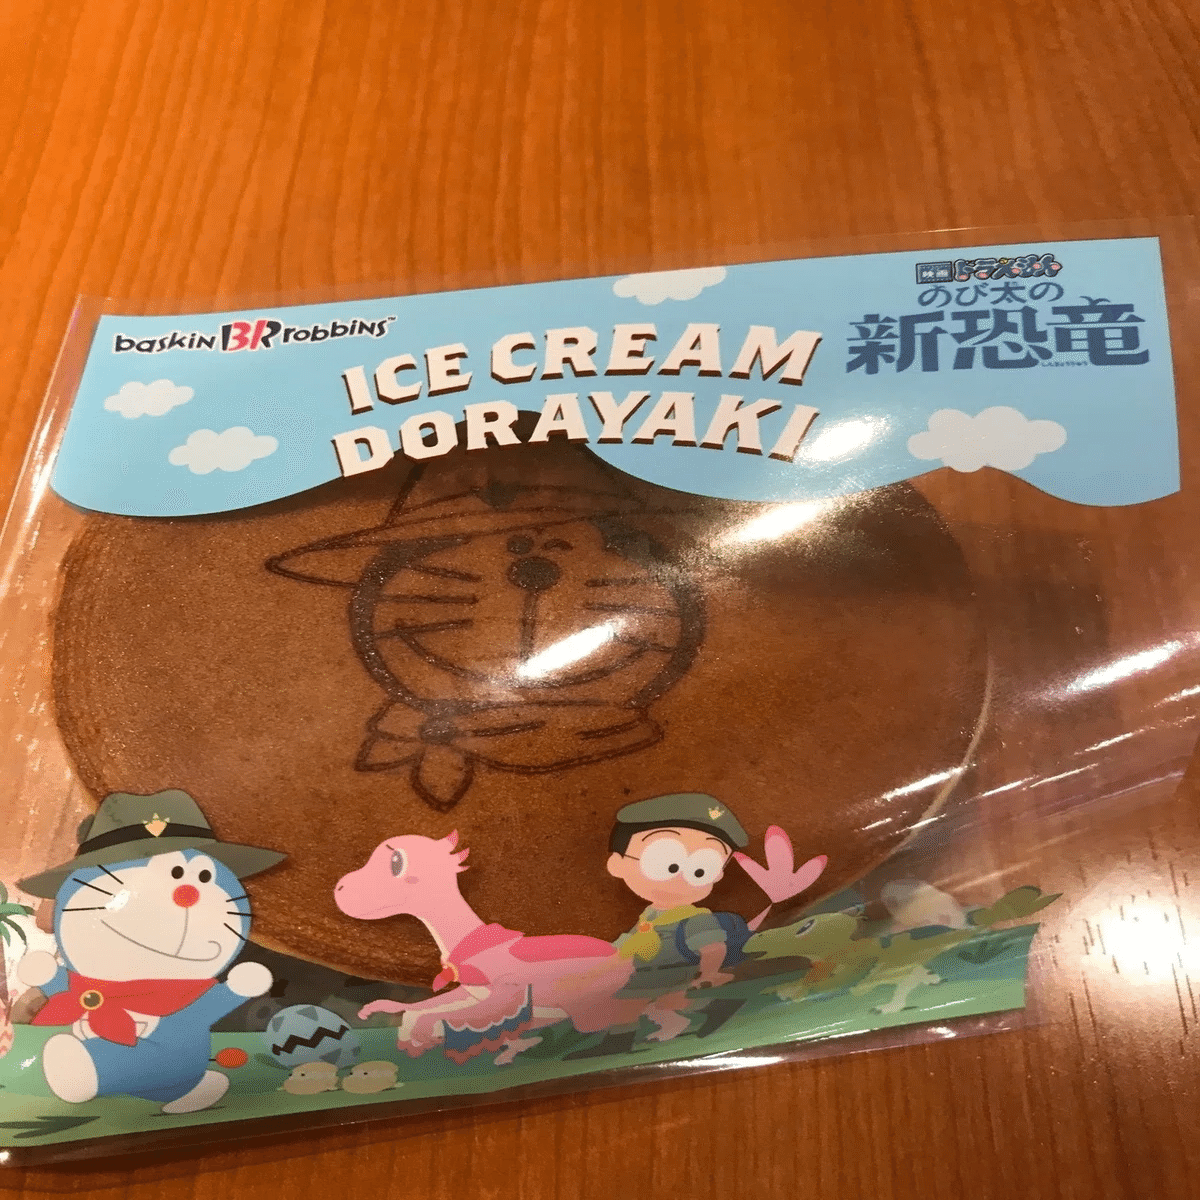 baskin BR robbins™
ICE CREAM
DORAYAKI
映画 ドラえもん
のび太の
新恐竜